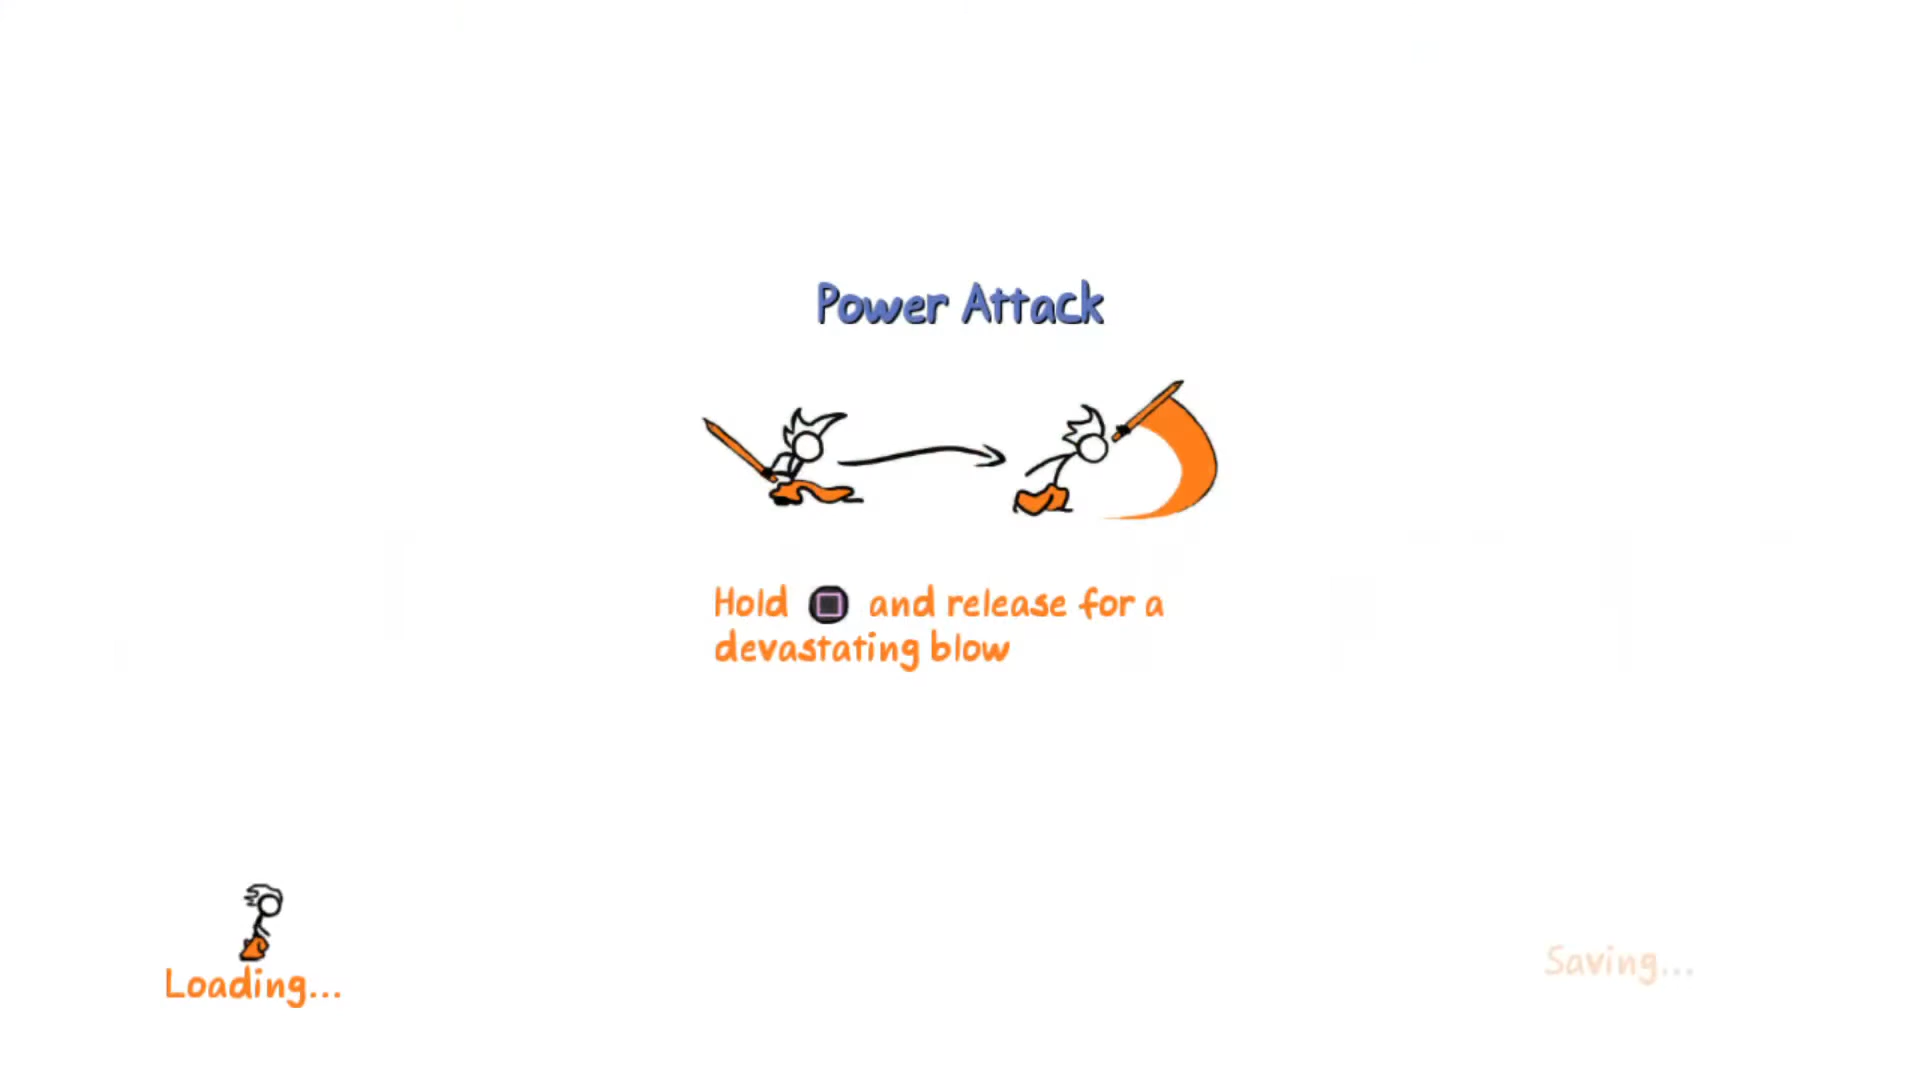 Power Attack
Hold and release for a
devastating blow
Loading...
Saving...